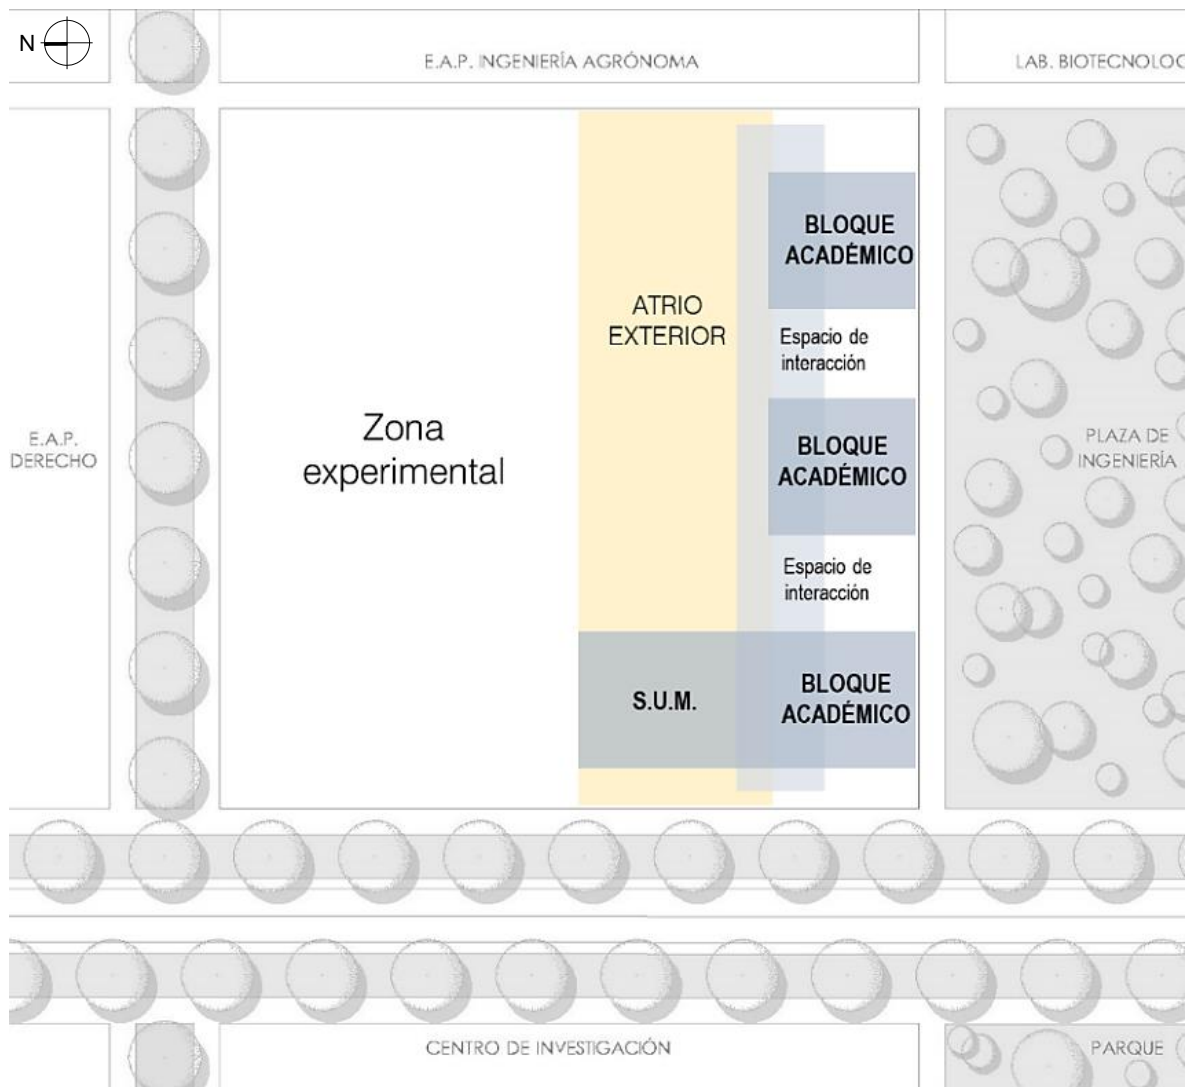 N
E.A.P. INGENIERÍA AGRÓNOMA
LAB. BIOTECNOLOG
BLOQUE
ACADÉMICO
ATRIO
EXTERIOR
Espacio de
interacción
Zona
experimental
E.A.P.
DERECHO
BLOQUE
ACADÉMICO
PLAZA DE
INGENIERÍA
Espacio de
interacción
S.U.M.
BLOQUE
ACADÉMICO
CENTRO DE INVESTIGACIÓN
PARQUE